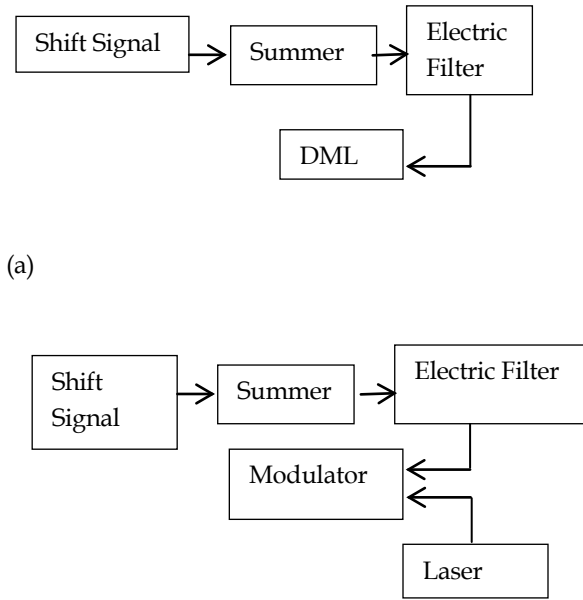 Shift Signal
Summer
Electric
Filter
DML
(a)
Shift
Signal
Summer
Electric Filter
Modulator
Laser